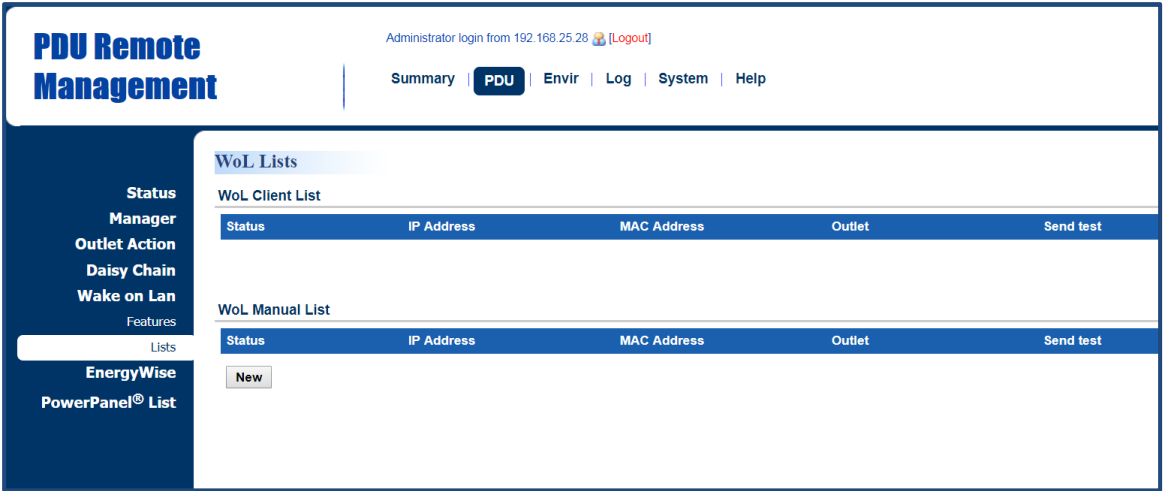 PDU Remote
Management
Administrator login from 192.168.25.28 [Logout]
Summary | PDU | Envir | Log | System | Help
Status
Manager
Outlet Action
Daisy Chain
Wake on Lan
Features
Lists
EnergyWise
PowerPanel® List
WoL Lists
WoL Client List
Status IP Address MAC Address Outlet Send test
WoL Manual List
Status IP Address MAC Address Outlet Send test
New